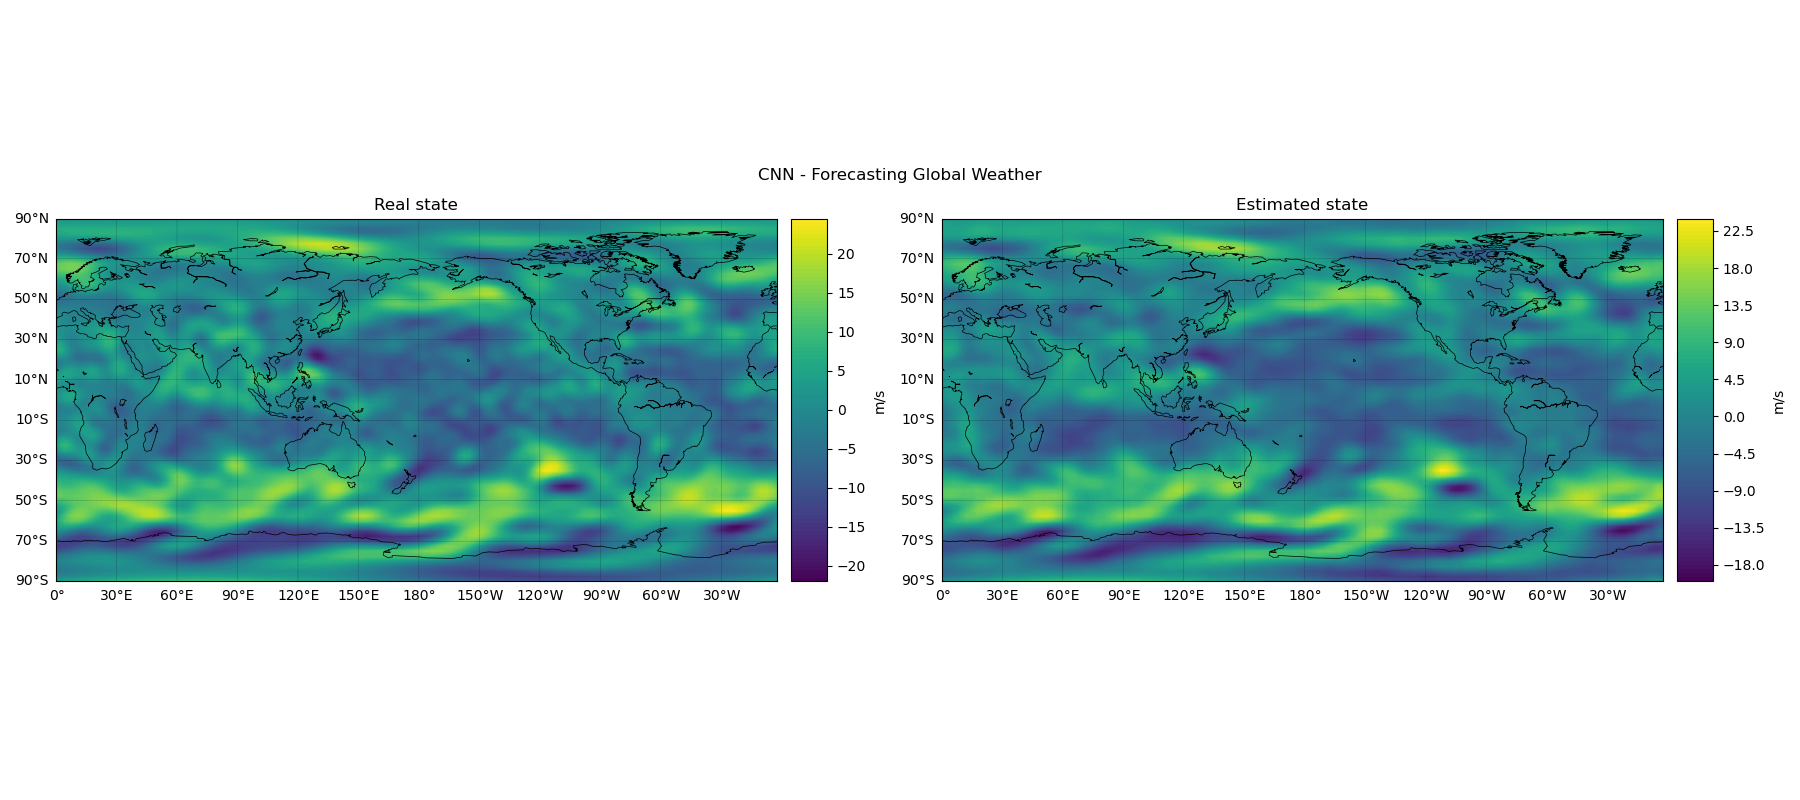 CNN - Forecasting Global Weather
Real state
90°N
70°N
50°N
30°N
10°N
10°S
30°S
50°S
70°S
90°S
0°
30°E
60°E
90°E
120°E
150°E
180°
150°W
120°W
90°W
60°W
30°W
20
15
10
5
0
−5
−10
−15
−20
m/s
Estimated state
90°N
70°N
50°N
30°N
10°N
10°S
30°S
50°S
70°S
90°S
0°
30°E
60°E
90°E
120°E
150°E
180°
150°W
120°W
90°W
60°W
30°W
22.5
18.0
13.5
9.0
4.5
0.0
−4.5
−9.0
−13.5
−18.0
m/s